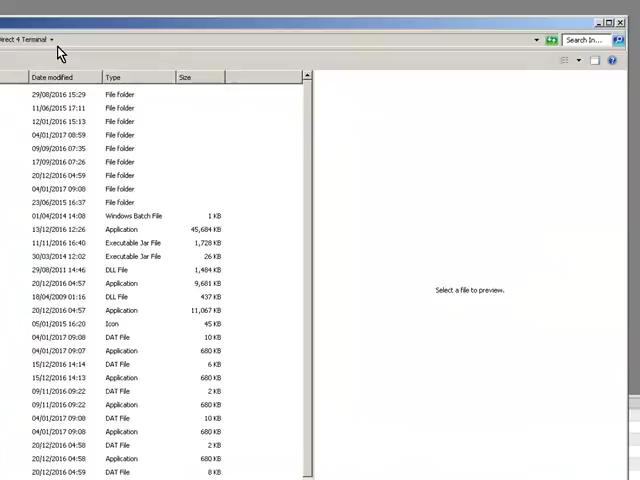 irect 4 Terminal
Search In...
Date modified Type Size
29/08/2016 15:29 File folder
11/06/2015 17:11 File folder
12/01/2016 15:13 File folder
04/01/2017 08:59 File folder
09/09/2016 07:35 File folder
17/09/2016 07:26 File folder
20/12/2016 04:59 File folder
04/01/2017 09:08 File folder
23/06/2015 16:37 File folder
01/04/2014 14:08 Windows Batch File 1 KB
13/12/2016 12:26 Application 45,684 KB
11/11/2016 16:40 Executable Jar File 1,728 KB
30/03/2014 12:02 Executable Jar File 26 KB
29/08/2011 14:46 DLL File 1,484 KB
20/12/2016 04:57 Application 9,681 KB
18/04/2009 01:16 DLL File 437 KB
20/12/2016 04:57 Application 11,067 KB
05/01/2015 16:20 Icon 45 KB
04/01/2017 09:08 DAT File 10 KB
04/01/2017 09:07 Application 680 KB
15/12/2016 14:14 DAT File 6 KB
15/12/2016 14:13 Application 680 KB
09/11/2016 09:22 DAT File 2 KB
09/11/2016 09:22 Application 680 KB
04/01/2017 09:08 DAT File 10 KB
04/01/2017 09:08 Application 680 KB
20/12/2016 04:58 DAT File 2 KB
20/12/2016 04:58 Application 680 KB
20/12/2016 04:59 DAT File 8 KB
Select a file to preview.